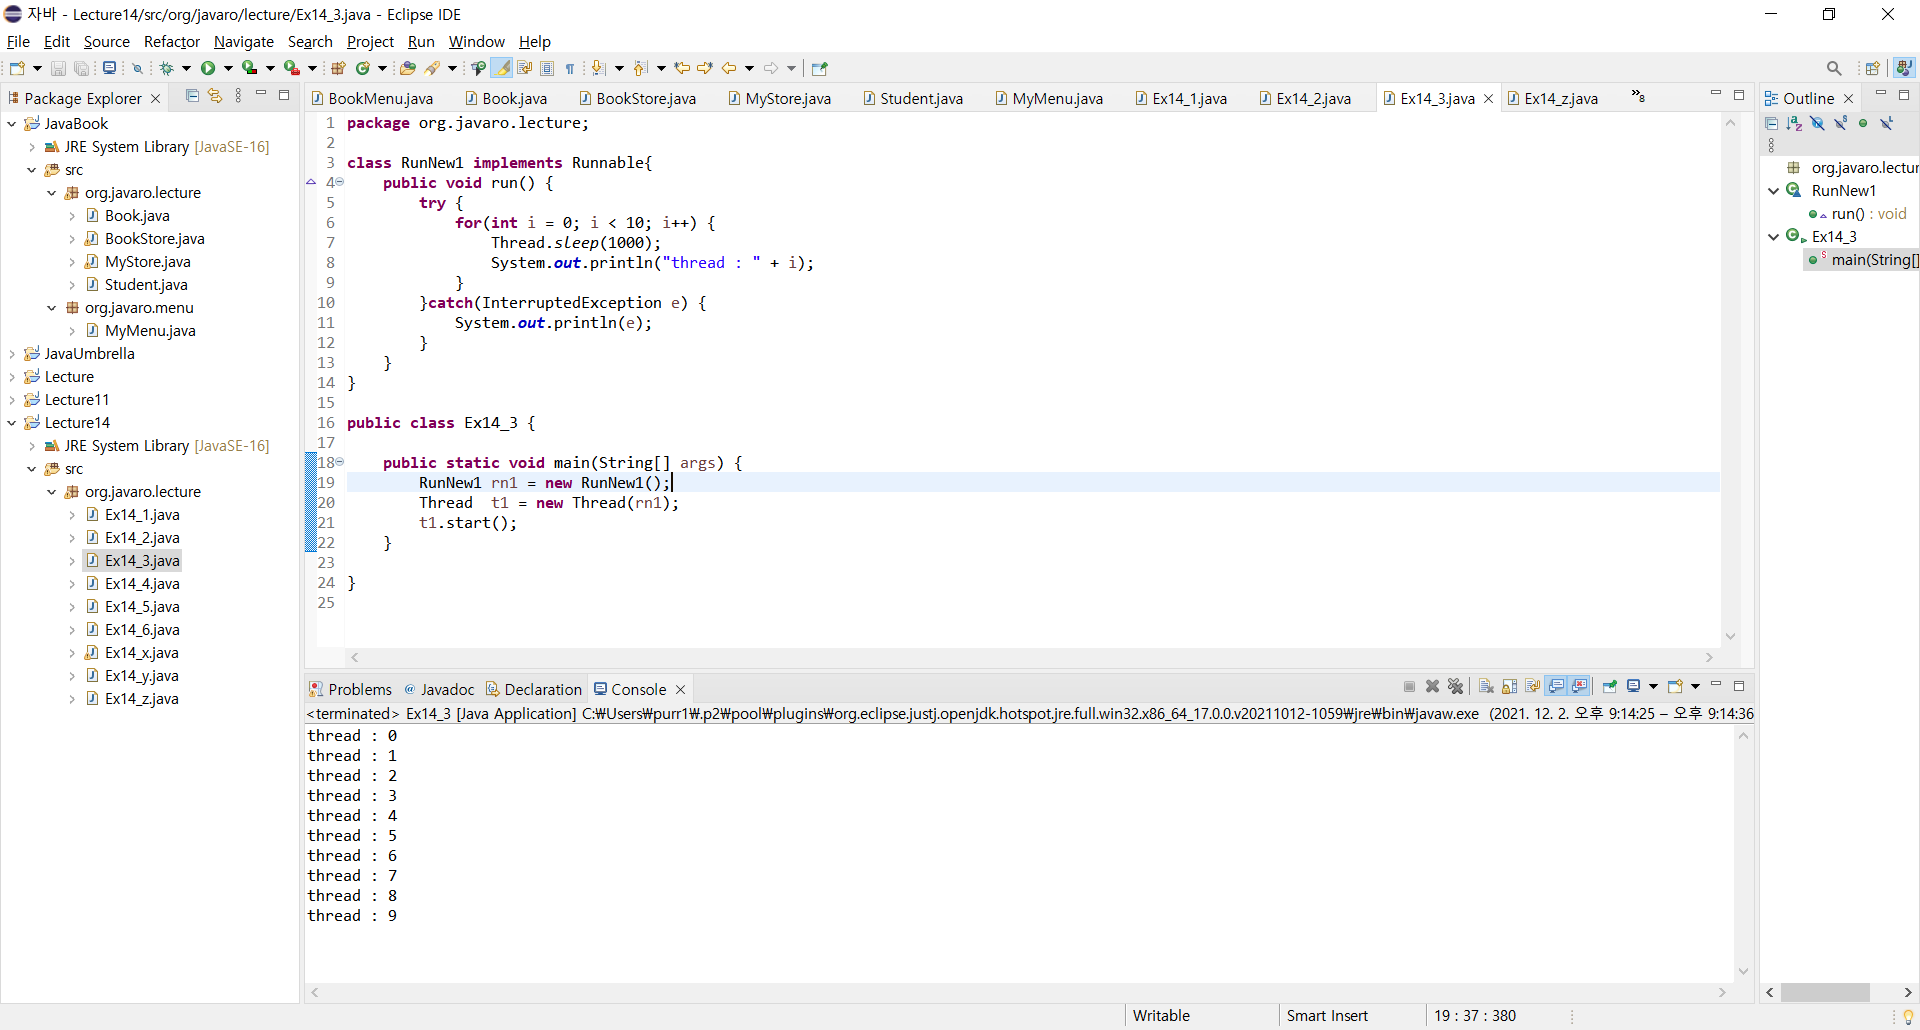 자바 - Lecture14/src/org/javaro/lecture/Ex14_3.java - Eclipse IDE
File Edit Source Refactor Navigate Search Project Run Window Help
Package Explorer
JavaBook
JRE System Library [JavaSE-16]
src
org.javaro.lecture
Book.java
BookStore.java
MyStore.java
Student.java
org.javaro.menu
MyMenu.java
JavaUmbrella
Lecture
Lecture11
Lecture14
JRE System Library [JavaSE-16]
src
org.javaro.lecture
Ex14_1.java
Ex14_2.java
Ex14_3.java
Ex14_4.java
Ex14_5.java
Ex14_6.java
Ex14_x.java
Ex14_y.java
Ex14_z.java
BookMenu.java Book.java BookStore.java MyStore.java Student.java MyMenu.java Ex14_1.java Ex14_2.java Ex14_3.java Ex14_z.java »8
1 package org.javaro.lecture;
2
3 class RunNew1 implements Runnable{
4     public void run() {
5         try {
6             for(int i = 0; i < 10; i++) {
7                 Thread.sleep(1000);
8                 System.out.println("thread : " + i);
9             }
10         }catch(InterruptedException e) {
11             System.out.println(e);
12         }
13     }
14 }
15
16 public class Ex14_3 {
17
18     public static void main(String[] args) {
19         RunNew1 rn1 = new RunNew1();
20         Thread  t1 = new Thread(rn1);
21         t1.start();
22     }
23
24 }
25
Outline
org.javaro.lectur
RunNew1
run() : void
Ex14_3
main(String[]
Problems @ Javadoc Declaration Console
<terminated> Ex14_3 [Java Application] C:₩Users₩purr1₩.p2₩pool₩plugins₩org.eclipse.justj.openjdk.hotspot.jre.full.win32.x86_64_17.0.0.v20211012-1059₩jre₩bin₩javaw.exe (2021. 12. 2. 오후 9:14:25 – 오후 9:14:36
thread : 0
thread : 1
thread : 2
thread : 3
thread : 4
thread : 5
thread : 6
thread : 7
thread : 8
thread : 9
Writable Smart Insert 19 : 37 : 380